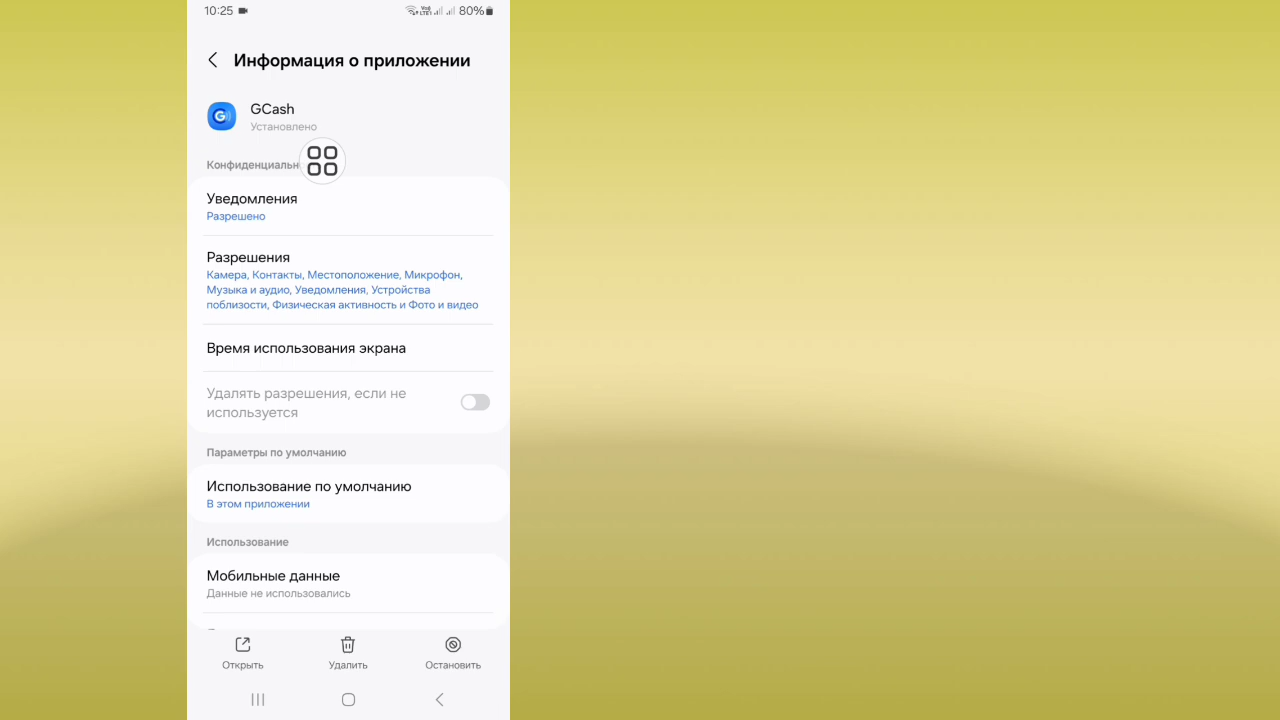 10:25
80%
Информация о приложении
GCash
Установлено
Уведомления
Разрешено
Разрешения
Камера, Контакты, Местоположение, Микрофон,
Музыка и аудио, Уведомления, Устройства
поблизости, Физическая активность и Фото и видео
Время использования экрана
Удалять разрешения, если не
используется
Параметры по умолчанию
Использование по умолчанию
В этом приложении
Использование
Мобильные данные
Данные не использовались
Открыть
Удалить
Остановить